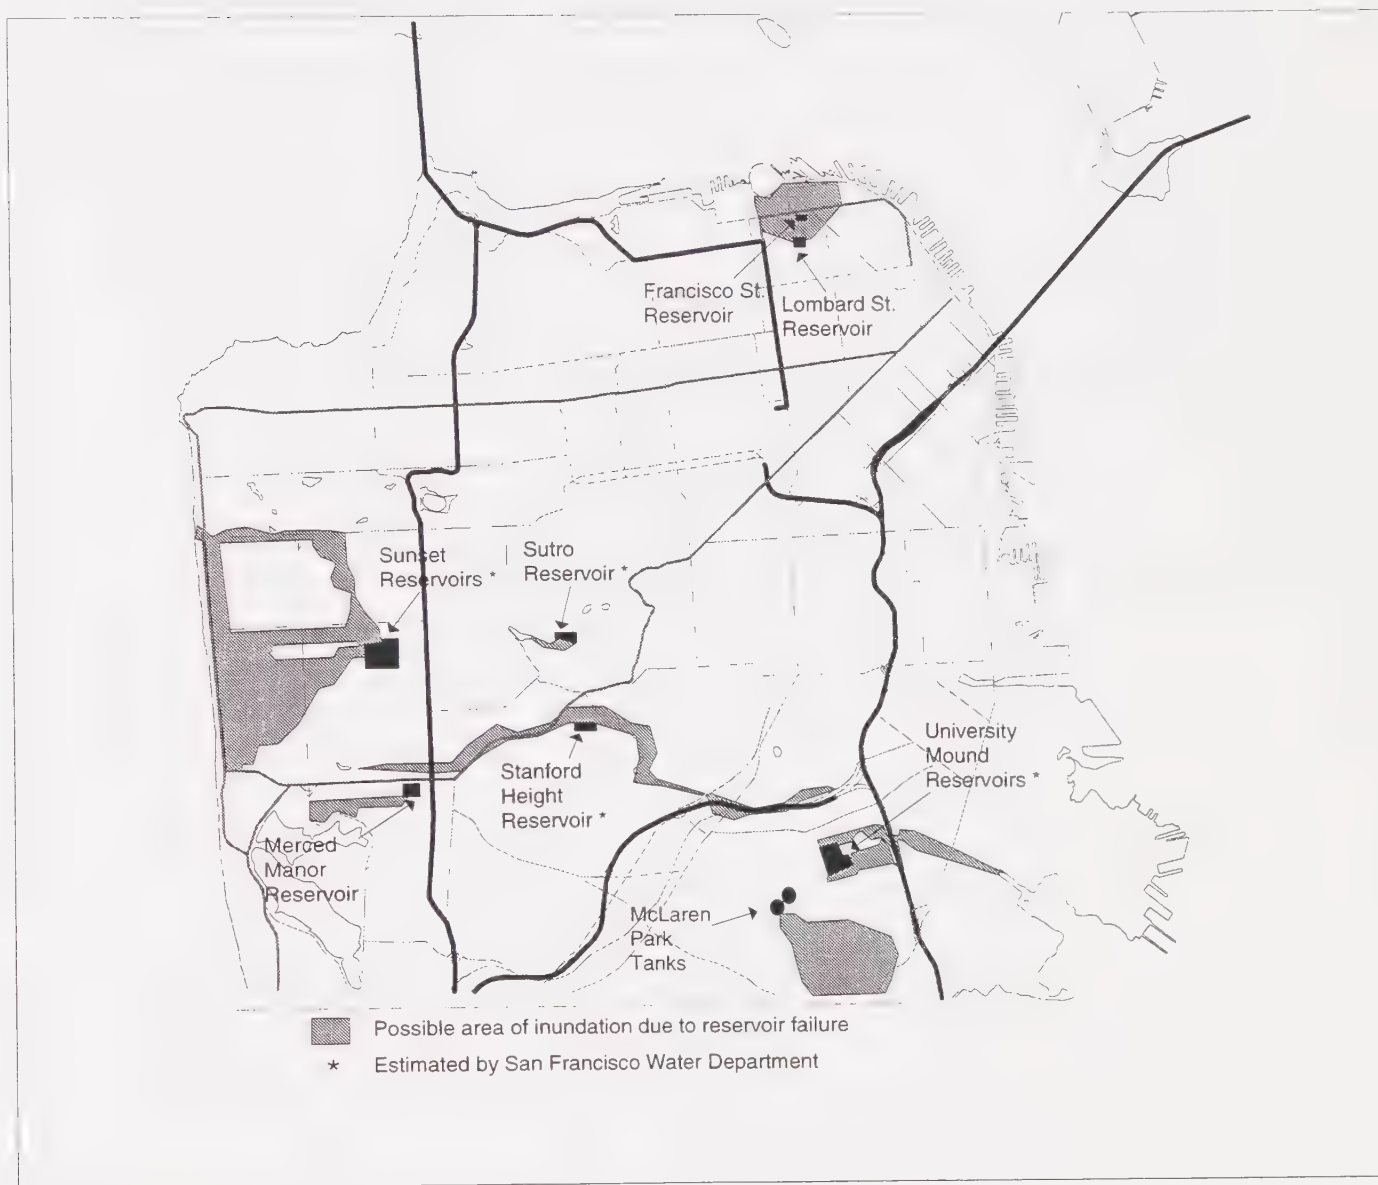 Francisco St.
Reservoir
Lombard St.
Reservoir
Sunset
Reservoirs *
Sutro
Reservoir *
Stanford
Height
Reservoir *
University
Mound
Reservoirs *
Merced
Manor
Reservoir
McLaren
Park
Tanks
Possible area of inundation due to reservoir failure
* Estimated by San Francisco Water Department